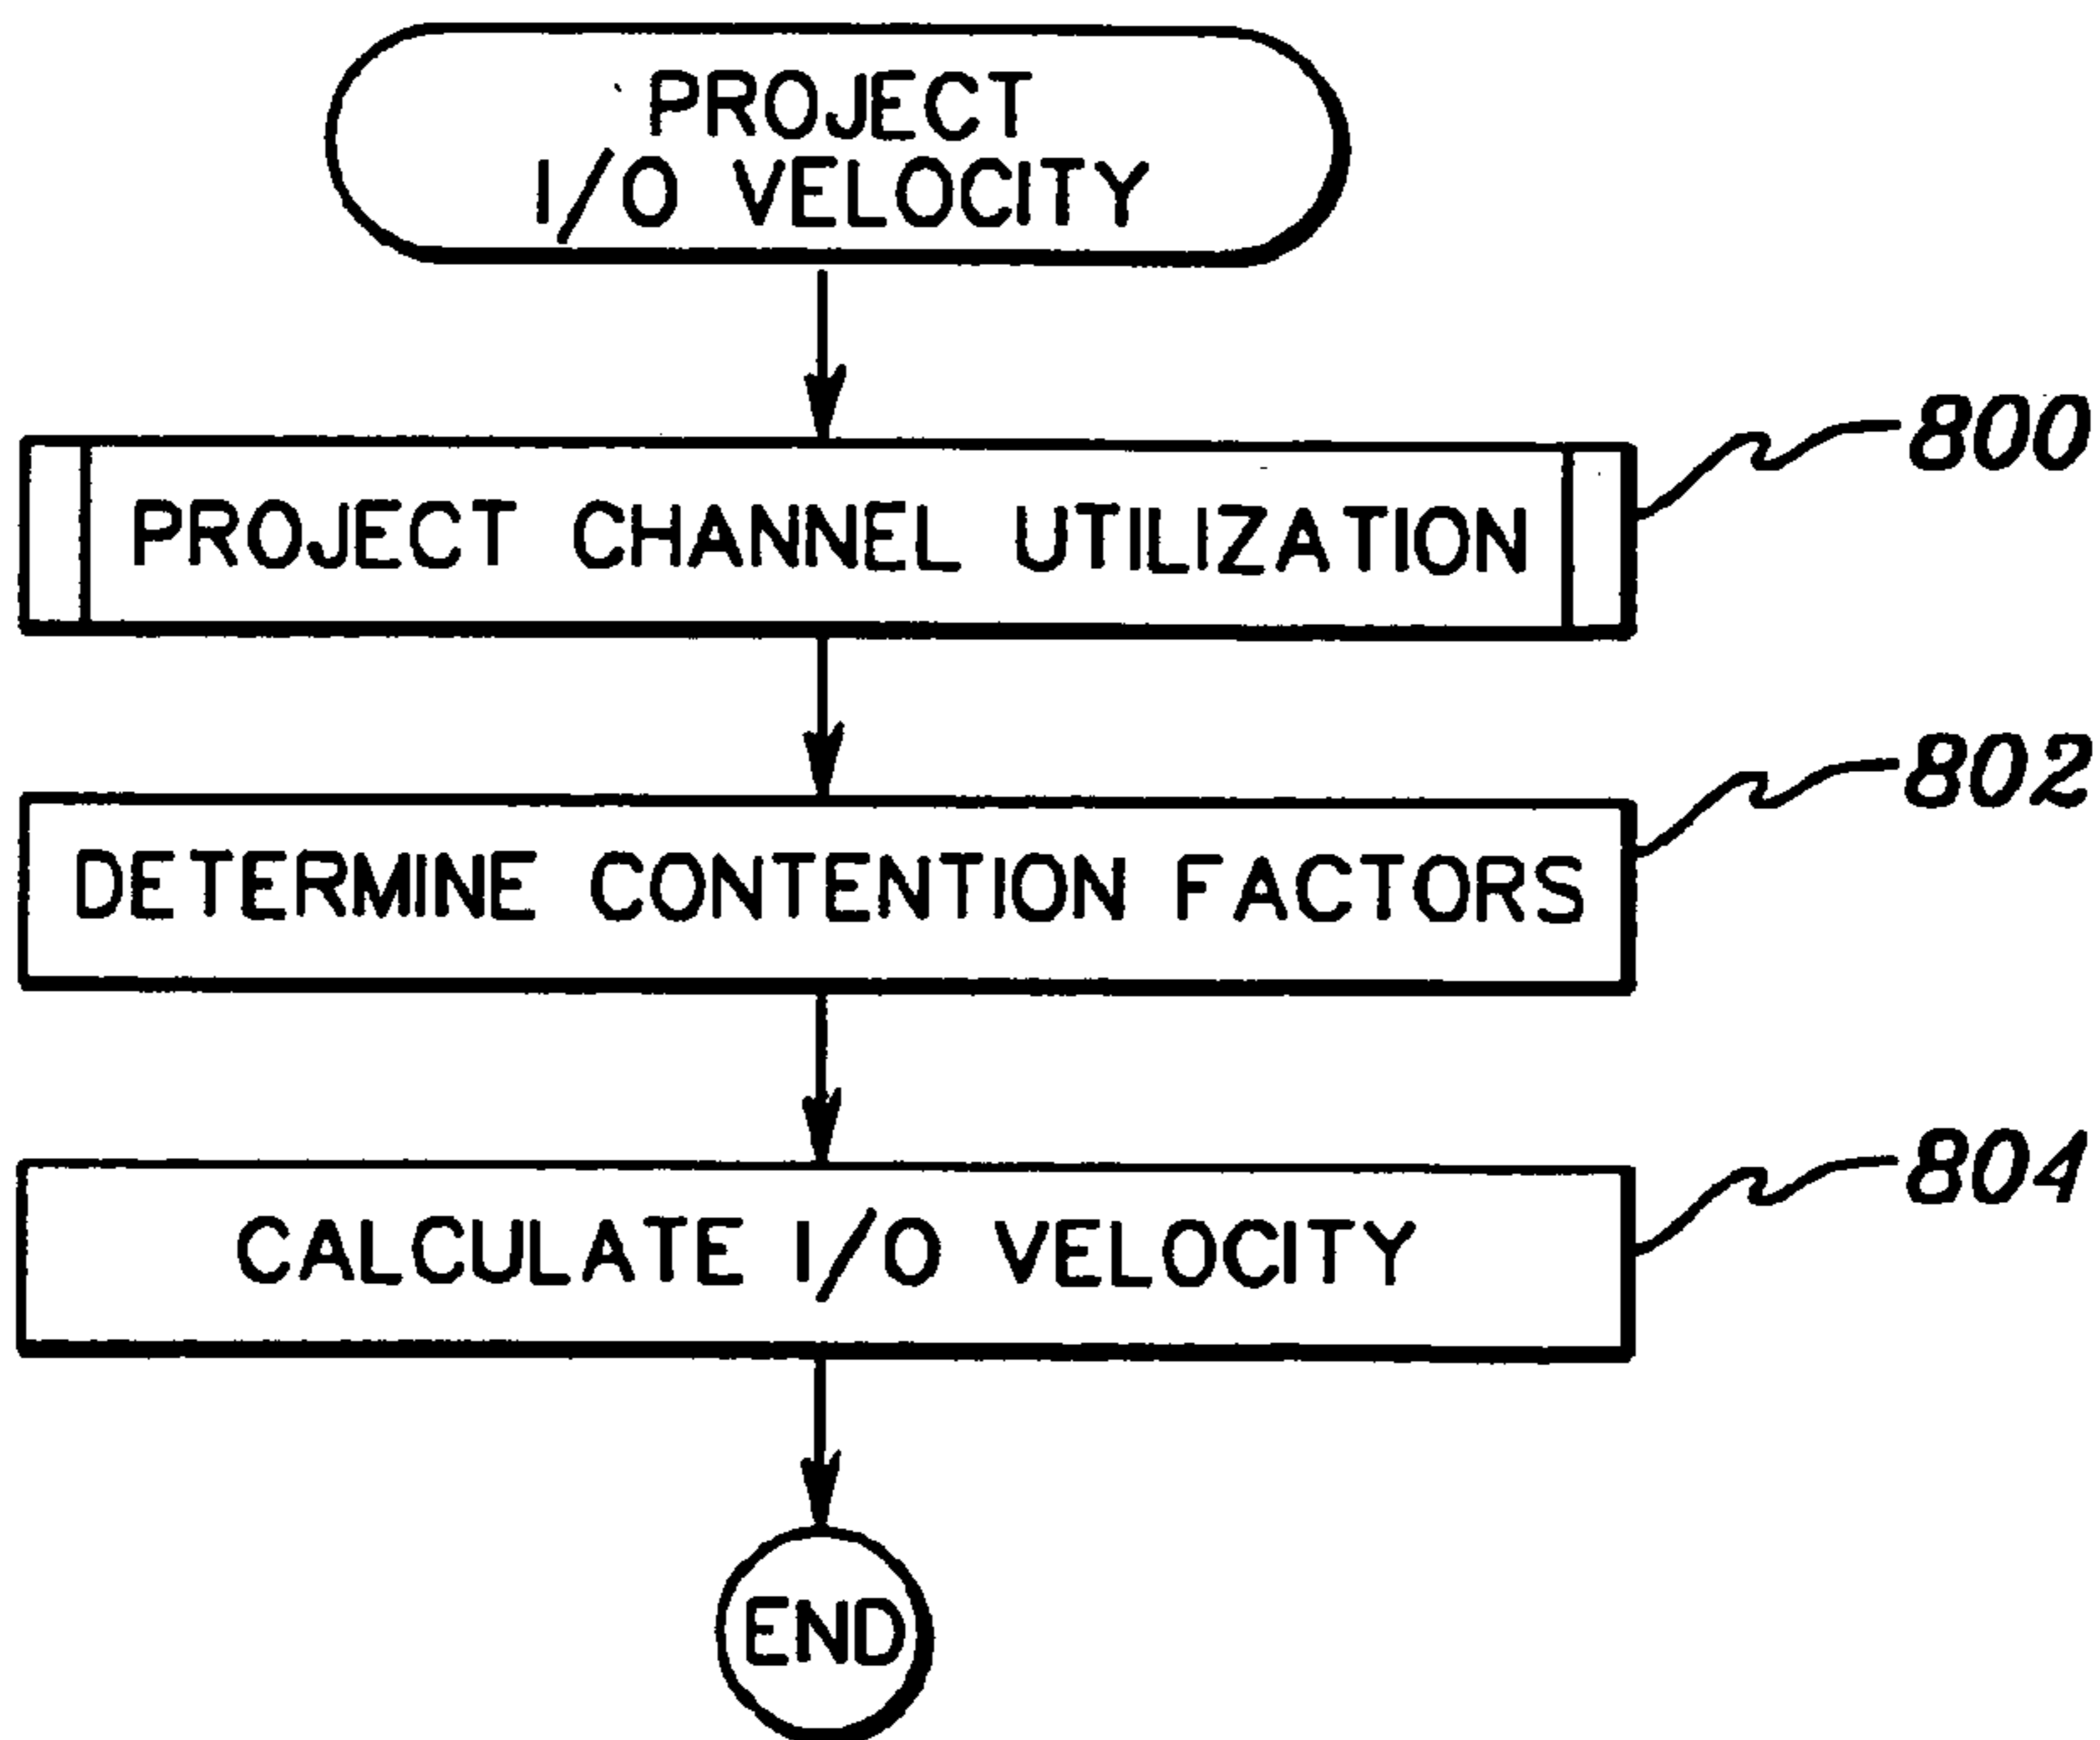 PROJECT
I/O VELOCITY
800
PROJECT CHANNEL UTILIZATION
802
DETERMINE CONTENTION FACTORS
804
CALCULATE I/O VELOCITY
END